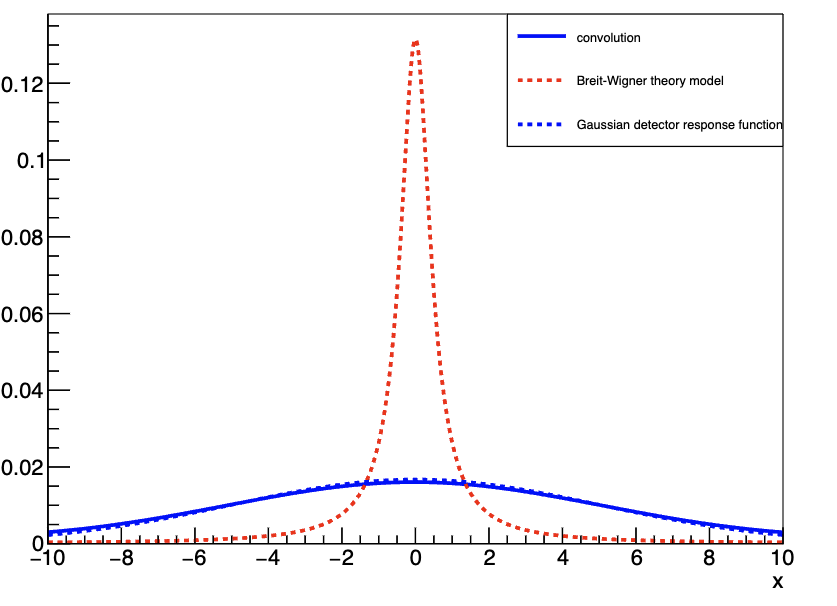 convolution
Breit-Wigner theory model
Gaussian detector response function
0.12
0.1
0.08
0.06
0.04
0.02
0
−10 −8 −6 −4 −2 0 2 4 6 8 10
x